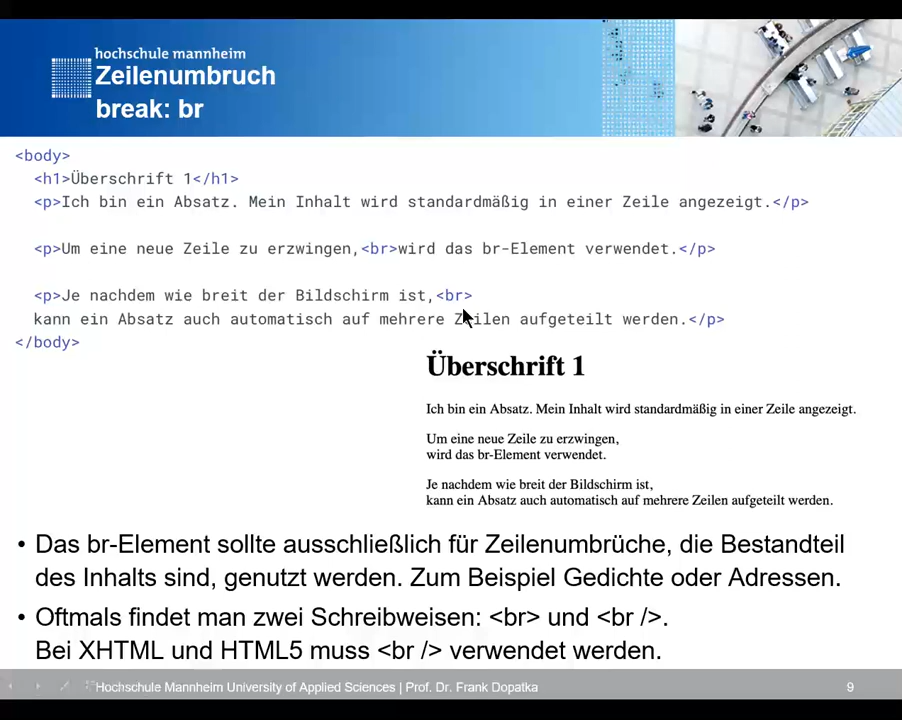 hochschule mannheim
Zeilenumbruch
break: br
<body>
<h1>Überschrift 1</h1>
<p>Ich bin ein Absatz. Mein Inhalt wird standardmäßig in einer Zeile angezeigt.</p>
<p>Um eine neue Zeile zu erzwingen,<br>wird das br-Element verwendet.</p>
<p>Je nachdem wie breit der Bildschirm ist,<br>
kann ein Absatz auch automatisch auf mehrere Zeilen aufgeteilt werden.</p>
</body>
Überschrift 1
Ich bin ein Absatz. Mein Inhalt wird standardmäßig in einer Zeile angezeigt.
Um eine neue Zeile zu erzwingen,
wird das br-Element verwendet.
Je nachdem wie breit der Bildschirm ist,
kann ein Absatz auch automatisch auf mehrere Zeilen aufgeteilt werden.
• Das br-Element sollte ausschließlich für Zeilenumbrüche, die Bestandteil
des Inhalts sind, genutzt werden. Zum Beispiel Gedichte oder Adressen.
• Oftmals findet man zwei Schreibweisen: <br> und <br />.
Bei XHTML und HTML5 muss <br /> verwendet werden.
Hochschule Mannheim University of Applied Sciences | Prof. Dr. Frank Dopatka 9